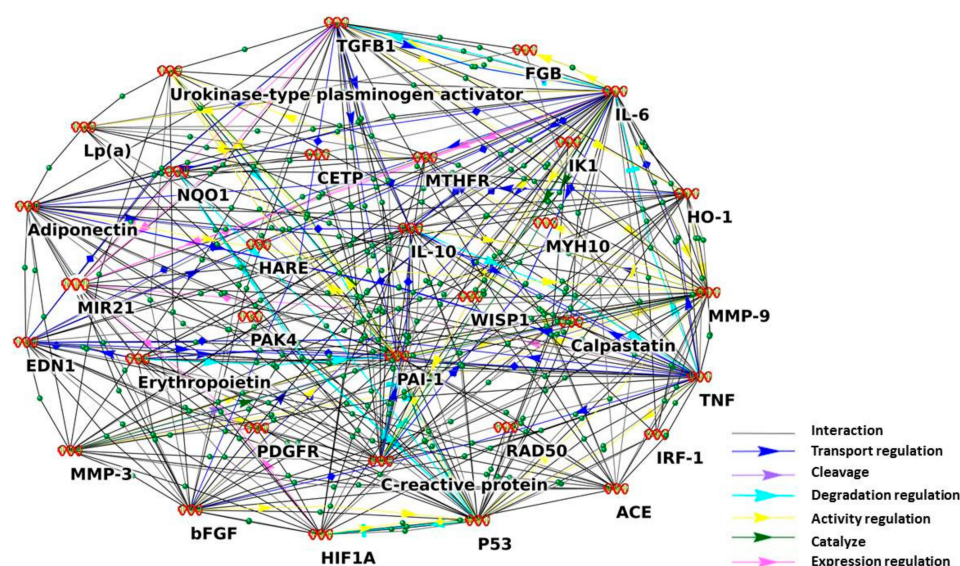 TGFB1
FGB
Urokinase-type plasminogen activator
IL-6
Lp(a)
IK1
CETP
MTHFR
NQO1
HO-1
Adiponectin
IL-10
MYH10
HARE
MIR21
WISP1
MMP-9
PAK4
Calpastatin
EDN1
Erythropoietin
PAI-1
TNF
PDGFR
RAD50
IRF-1
MMP-3
C-reactive protein
ACE
bFGF
P53
HIF1A
Interaction
Transport regulation
Cleavage
Degradation regulation
Activity regulation
Catalyze
Expression regulation